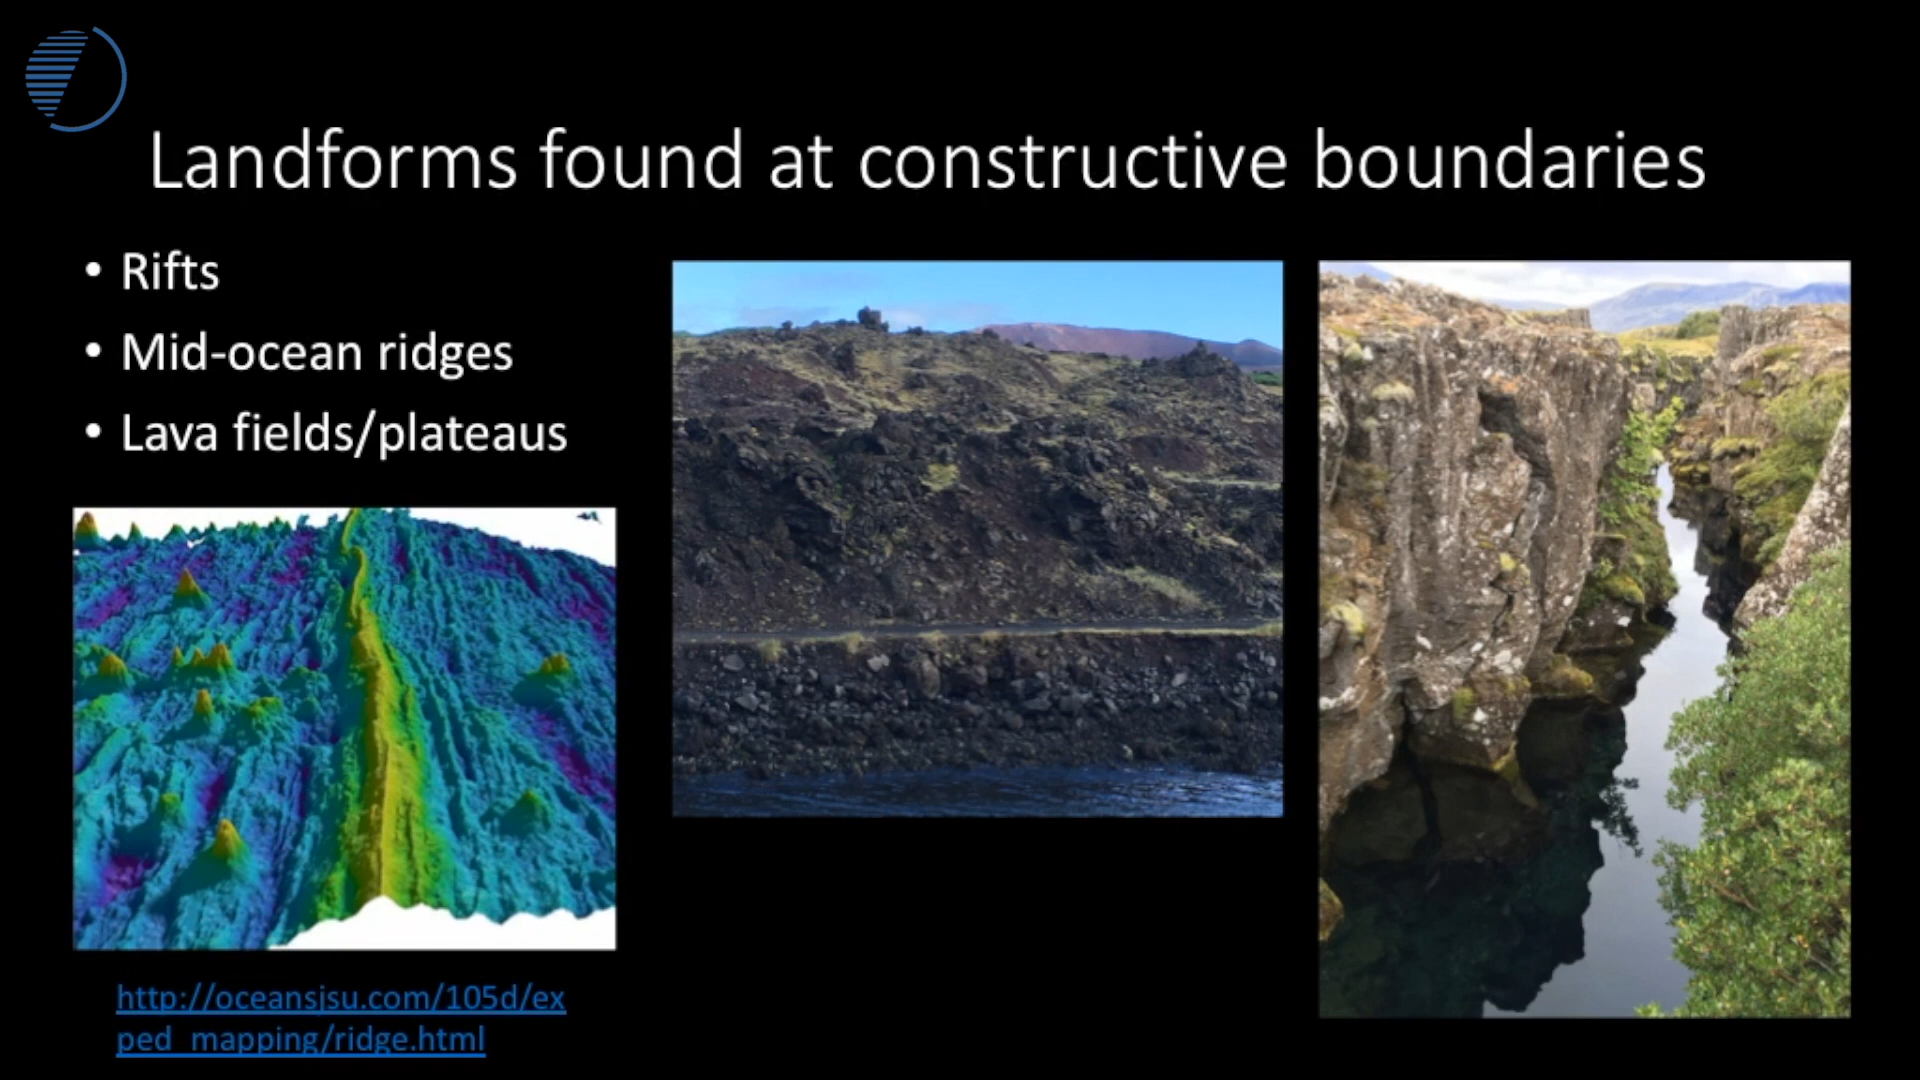 Landforms found at constructive boundaries
• Rifts
• Mid-ocean ridges
• Lava fields/plateaus
http://oceansjsu.com/105d/ex
ped_mapping/ridge.html